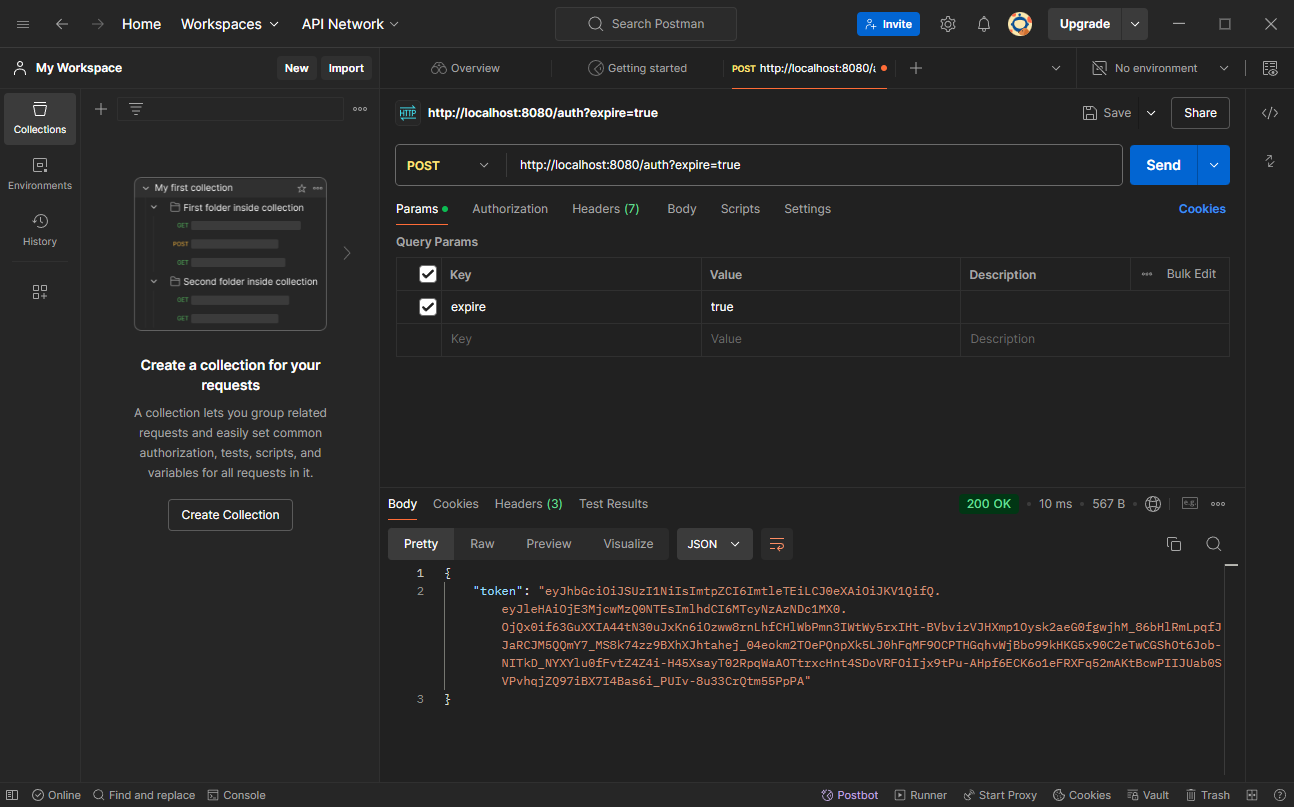 Home
Workspaces
API Network
Search Postman
Invite
Upgrade
My Workspace
New
Import
Overview
Getting started
POST http://localhost:8080/a
No environment
Collections
Environments
History
My first collection
First folder inside collection
GET
POST
GET
Second folder inside collection
GET
GET
Create a collection for your
requests
A collection lets you group related
requests and easily set common
authorization, tests, scripts, and
variables for all requests in it.
Create Collection
HTTP
http://localhost:8080/auth?expire=true
Save
Share
POST
http://localhost:8080/auth?expire=true
Send
Params
Authorization
Headers (7)
Body
Scripts
Settings
Cookies
Query Params
Key
Value
Description
Bulk Edit
expire
true
Key
Value
Description
Body
Cookies
Headers (3)
Test Results
200 OK
10 ms
567 B
e.g.
Pretty
Raw
Preview
Visualize
JSON
1 {
2 "token": "eyJhbGciOiJSUzI1NiIsImtpZCI6ImtleTEiLCJ0eXAiOiJKV1QifQ.
eyJleHAiOjE3MjcwMzQ0NTEsImlhdCI6MTcyNzAzNDc1MX0.
OjQx0if63GuXXIA44tN30uJxKn6iOzww8rnLhfCHlWbPmn3IWtWy5rxIHt-BVbvizVJHXmp1Oysk2aeG0fgwjhM_86bHlRmLpqfJ
JaRCJM5QQmY7_MS8k74zz9BXhXJhtahej_04eokm2TOePQnpXk5LJ0hFqMF9OCPTHGqhvWjBbo99kHKG5x90C2eTwCGShOt6Job-
NITkD_NYXYlu0fFvtZ4Z4i-H45XsayT02RpqWaAOTtrxcHnt4SDoVRFOiIjx9tPu-AHpf6ECK6o1eFRXFq52mAKtBcwPIIJUab0S
VPvhqjZQ97iBX7I4Bas6i_PUIv-8u33CrQtm55PpPA"
3 }
Online
Find and replace
Console
Postbot
Runner
Start Proxy
Cookies
Vault
Trash